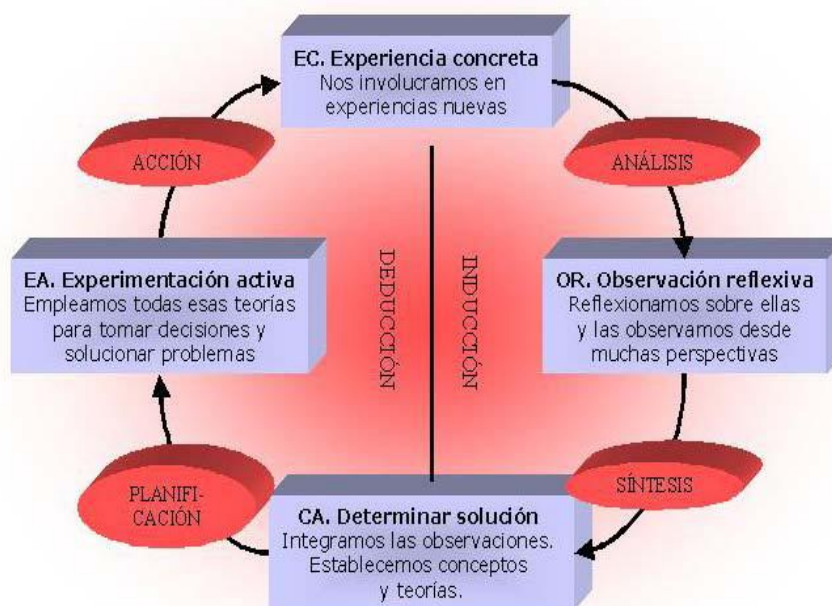 EC. Experiencia concreta
Nos involucramos en
experiencias nuevas
ACCIÓN
ANÁLISIS
EA. Experimentación activa
Empleamos todas esas teorías
para tomar decisiones y
solucionar problemas
DEDUCCIÓN
INDUCCIÓN
OR. Observación reflexiva
Reflexionamos sobre ellas
y las observamos desde
muchas perspectivas
PLANIFI-
CACIÓN
SÍNTESIS
CA. Determinar solución
Integramos las observaciones.
Establecemos conceptos
y teorías.